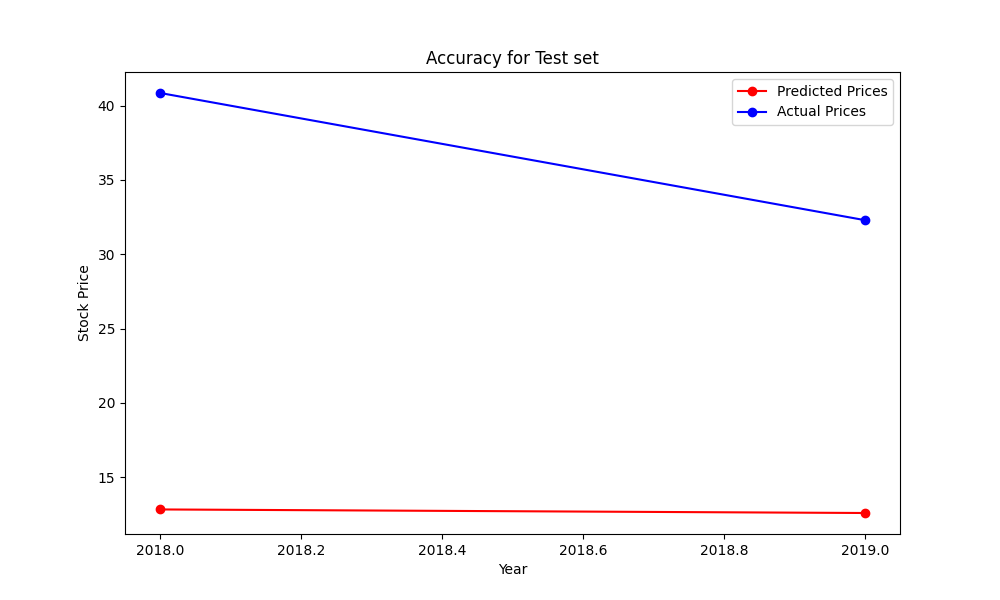 Accuracy for Test set
Predicted Prices
Actual Prices
40
35
30
25
20
15
Stock Price
2018.0 2018.2 2018.4 2018.6 2018.8 2019.0
Year